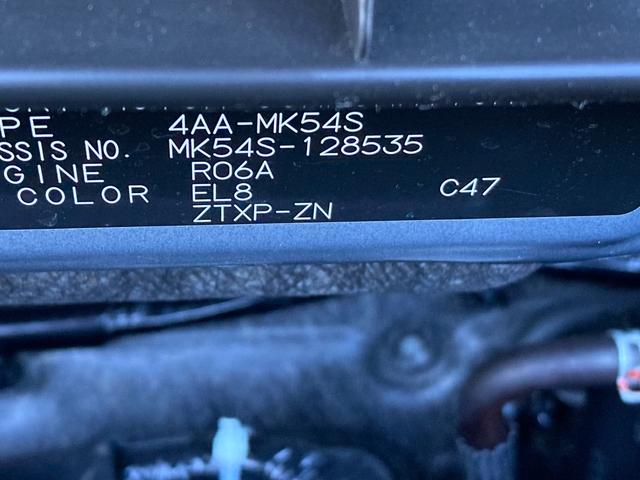 PE 4AA-MK54S
SSIS NO. MK54S-128535
GINE R06A
COLOR EL8 C47
ZTXP-ZN